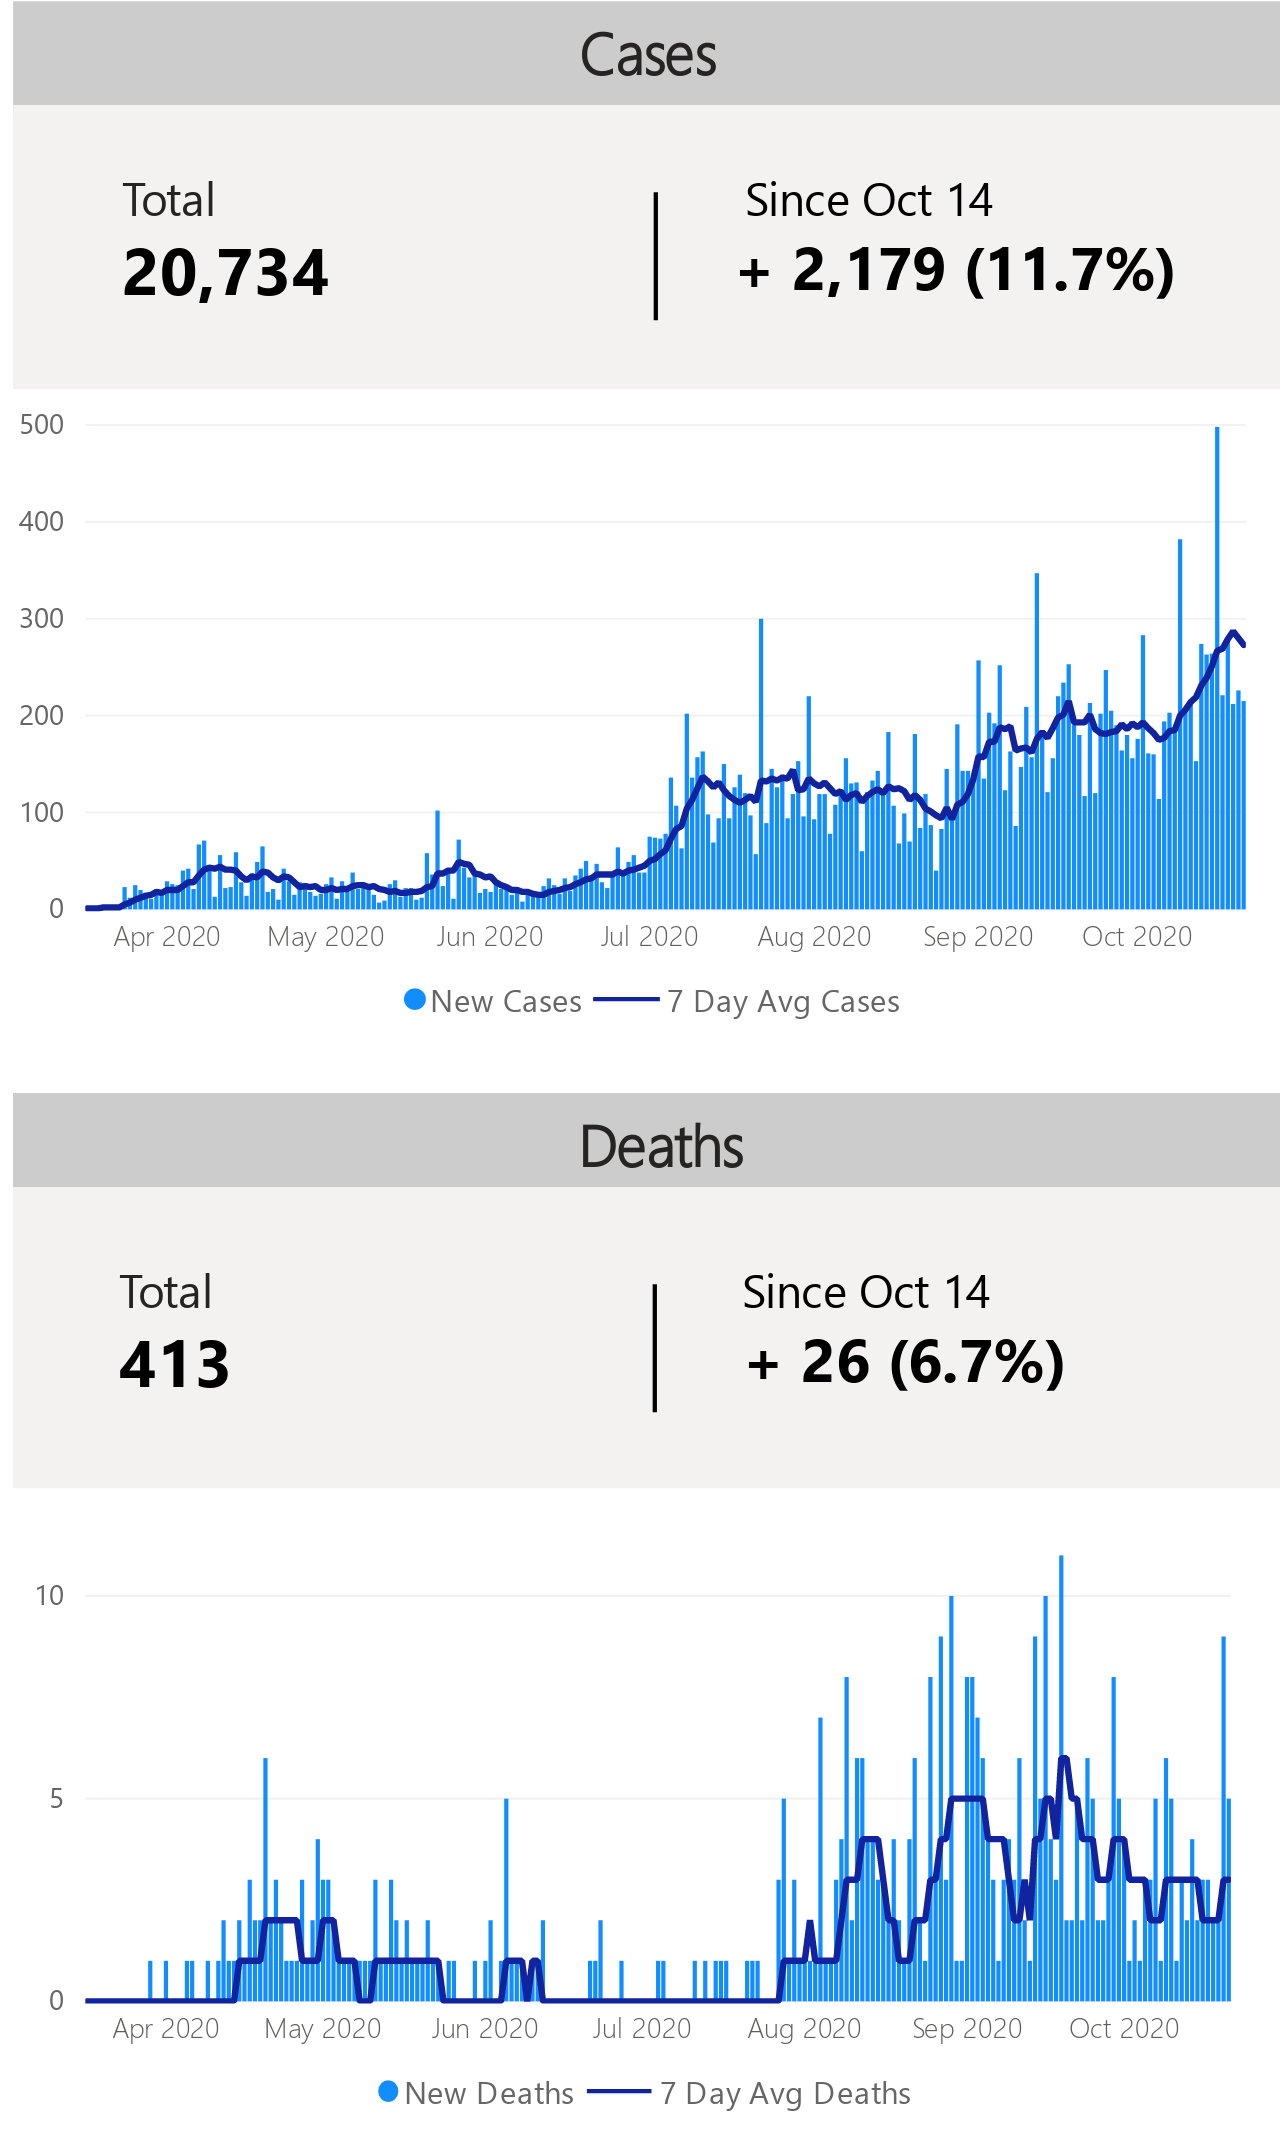 Cases
Total
Since Oct 14
20,734
+ 2,179 (11.7%)
500
400
300
200
100
0
Apr 2020 May 2020 Jun 2020 Jul 2020 Aug 2020 Sep 2020 Oct 2020
New Cases 7 Day Avg Cases
Deaths
Total
Since Oct 14
413
+ 26 (6.7%)
10
5
0
Apr 2020 May 2020 Jun 2020 Jul 2020 Aug 2020 Sep 2020 Oct 2020
New Deaths 7 Day Avg Deaths